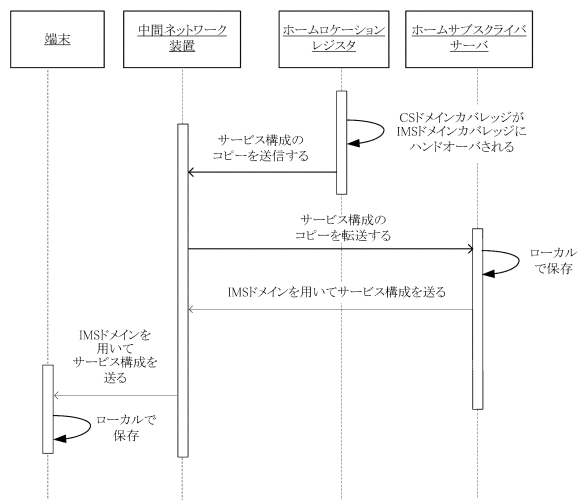 端末
中間ネットワーク
装置
ホームロケーション
レジスタ
ホームサブスクライバ
サーバ
CSドメインカバレッジが
IMSドメインカバレッジに
ハンドオーバされる
サービス構成の
コピーを送信する
サービス構成の
コピーを転送する
ローカル
で保存
IMSドメインを用いてサービス構成を送る
IMSドメインを
用いて
サービス構成を
送る
ローカルで
保存